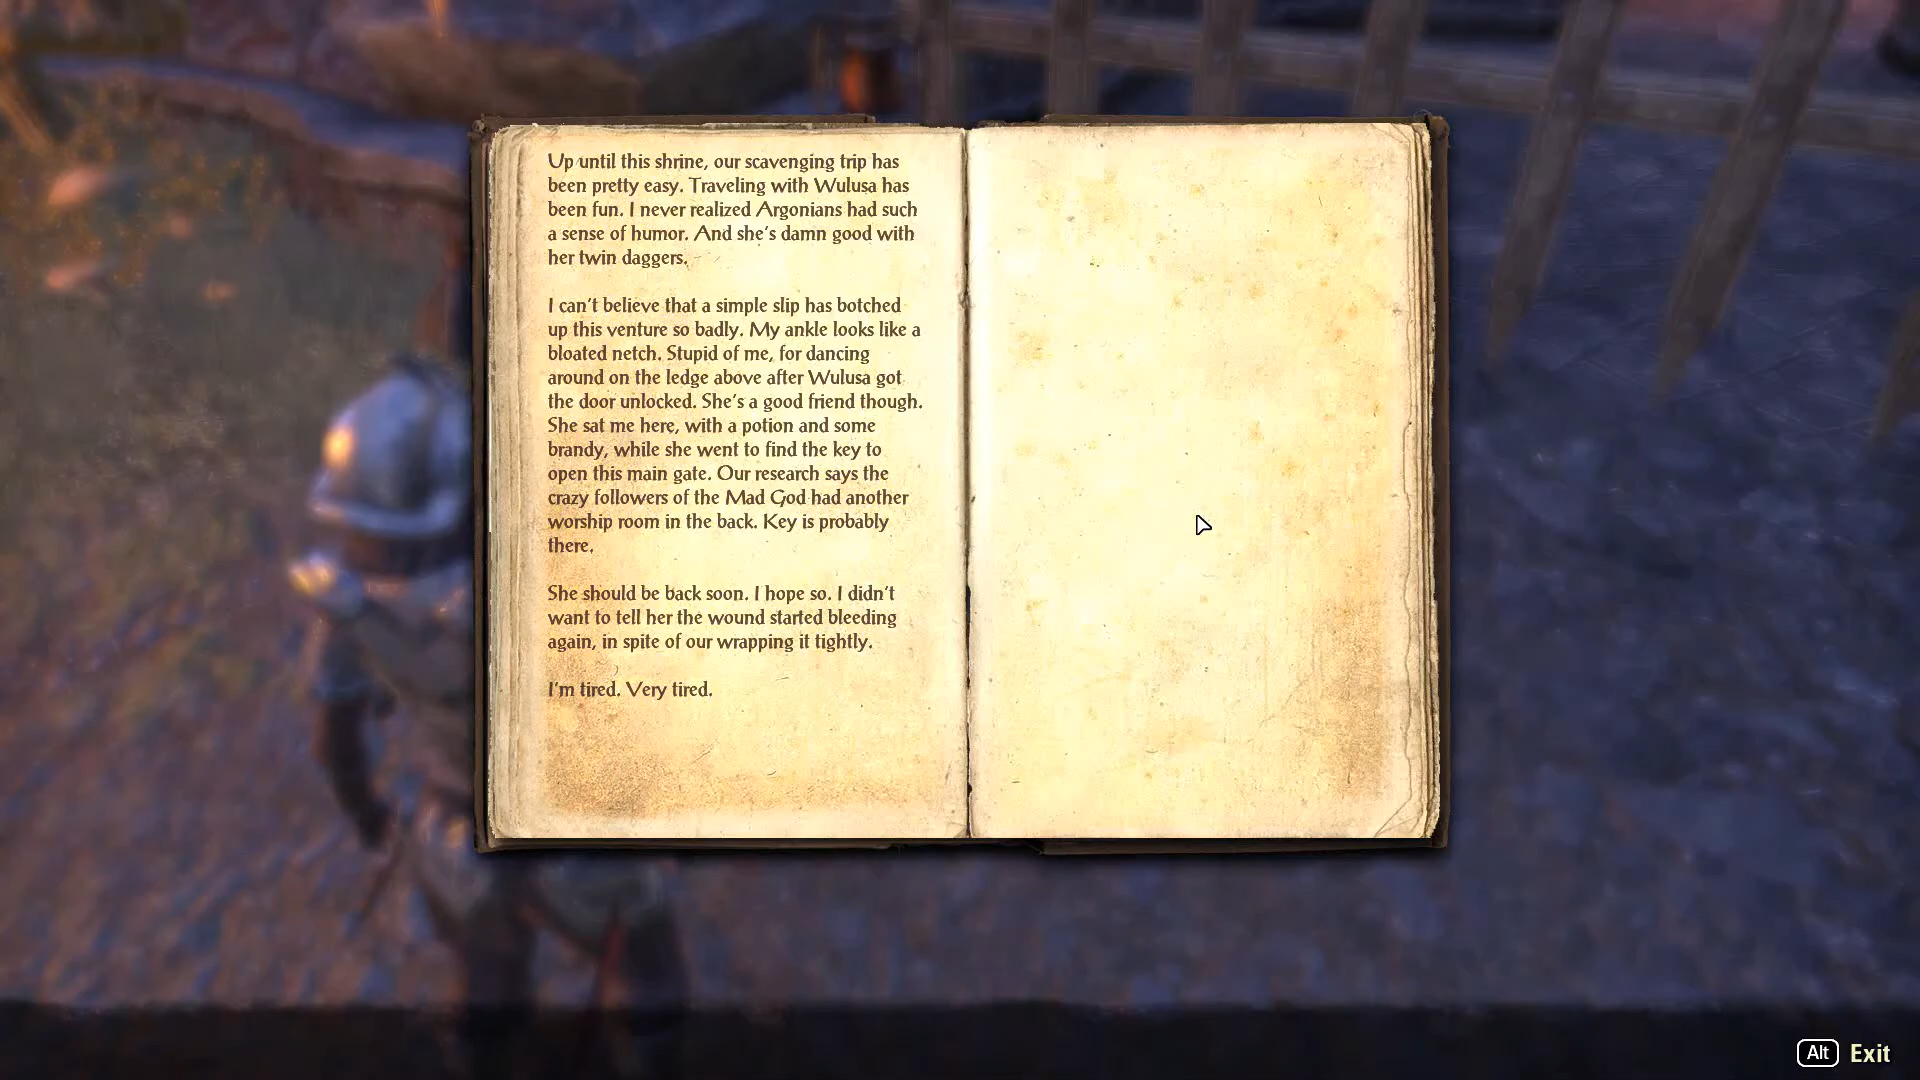 Up until this shrine, our scavenging trip has
been pretty easy. Traveling with Wulusa has
been fun. I never realized Argonians had such
a sense of humor. And she's damn good with
her twin daggers.
I can't believe that a simple slip has botched
up this venture so badly. My ankle looks like a
bloated netch. Stupid of me, for dancing
around on the ledge above after Wulusa got
the door unlocked. She's a good friend though.
She sat me here, with a potion and some
brandy, while she went to find the key to
open this main gate. Our research says the
crazy followers of the Mad God had another
worship room in the back. Key is probably
there.
She should be back soon. I hope so. I didn't
want to tell her the wound started bleeding
again, in spite of our wrapping it tightly.
I'm tired. Very tired.
Alt Exit